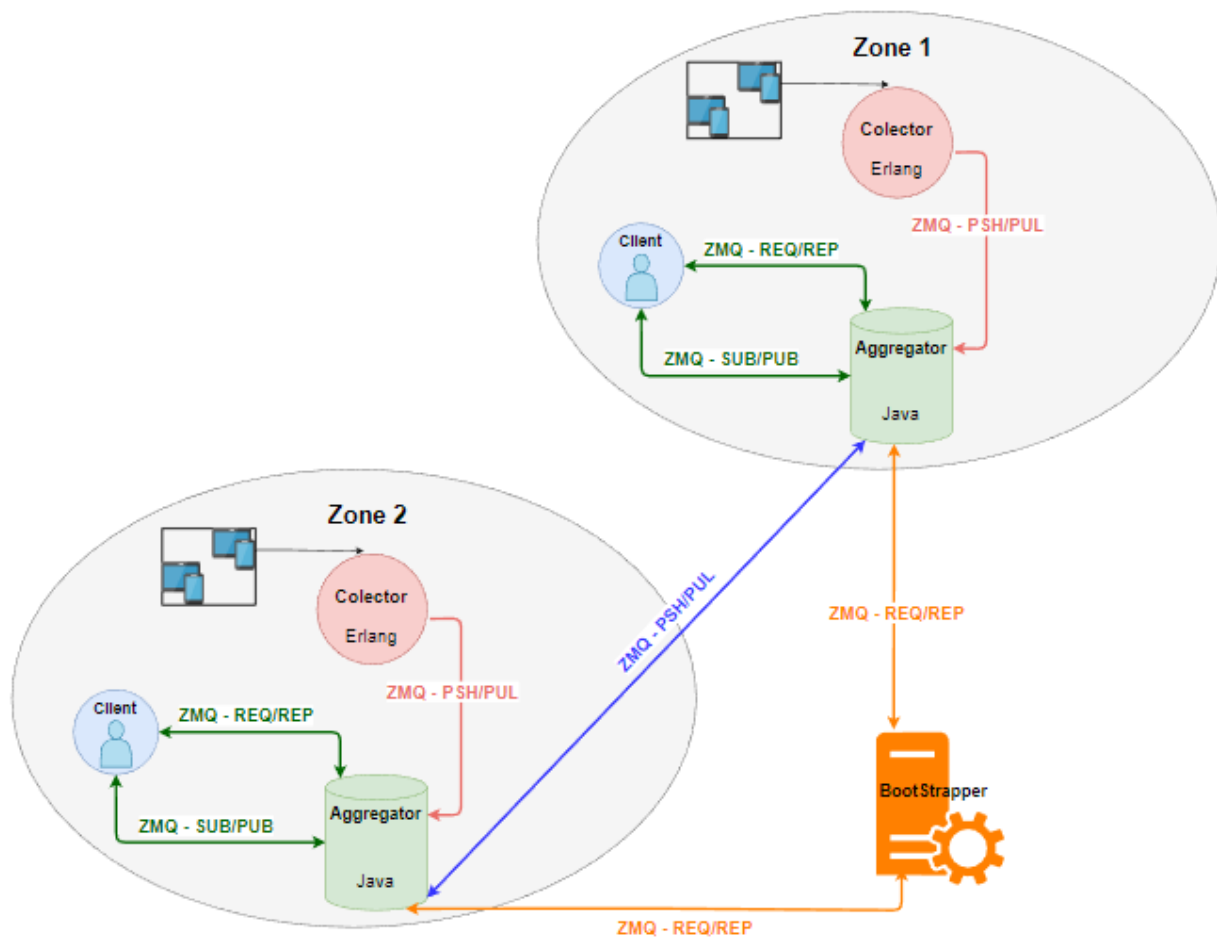 Zone 1
Colector
Erlang
ZMQ - PSH/PUL
Client
ZMQ - REQ/REP
ZMQ - SUB/PUB
Aggregator
Java
Zone 2
Colector
Erlang
ZMQ - PSH/PUL
ZMQ - PSH/PUL
ZMQ - REQ/REP
Client
ZMQ - REQ/REP
ZMQ - SUB/PUB
Aggregator
Java
BootStrapper
ZMQ - REQ/REP